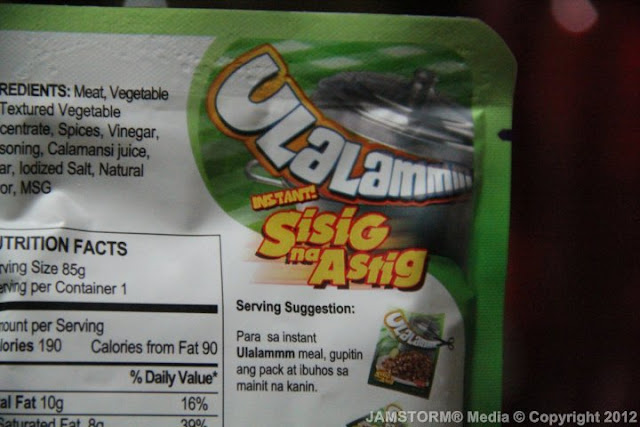 REDIENTS: Meat, Vegetable
Textured Vegetable
centrate, Spices, Vinegar,
soning, Calamansi juice,
ar, Iodized Salt, Natural
or, MSG
ULALAMMM
INSTANT!
SISIG
na
ASTIG
UTRITION FACTS
rving Size 85g
erving per Container 1
mount per Serving
lories 190 Calories from Fat 90
% Daily Value*
al Fat 10g 16%
Saturated Fat 8g 39%
Serving Suggestion:
Para sa instant
Ulalammm meal, gupitin
ang pack at ibuhos sa
mainit na kanin.
ULALAMMM
JAMSTORM® Media © Copyright 2012